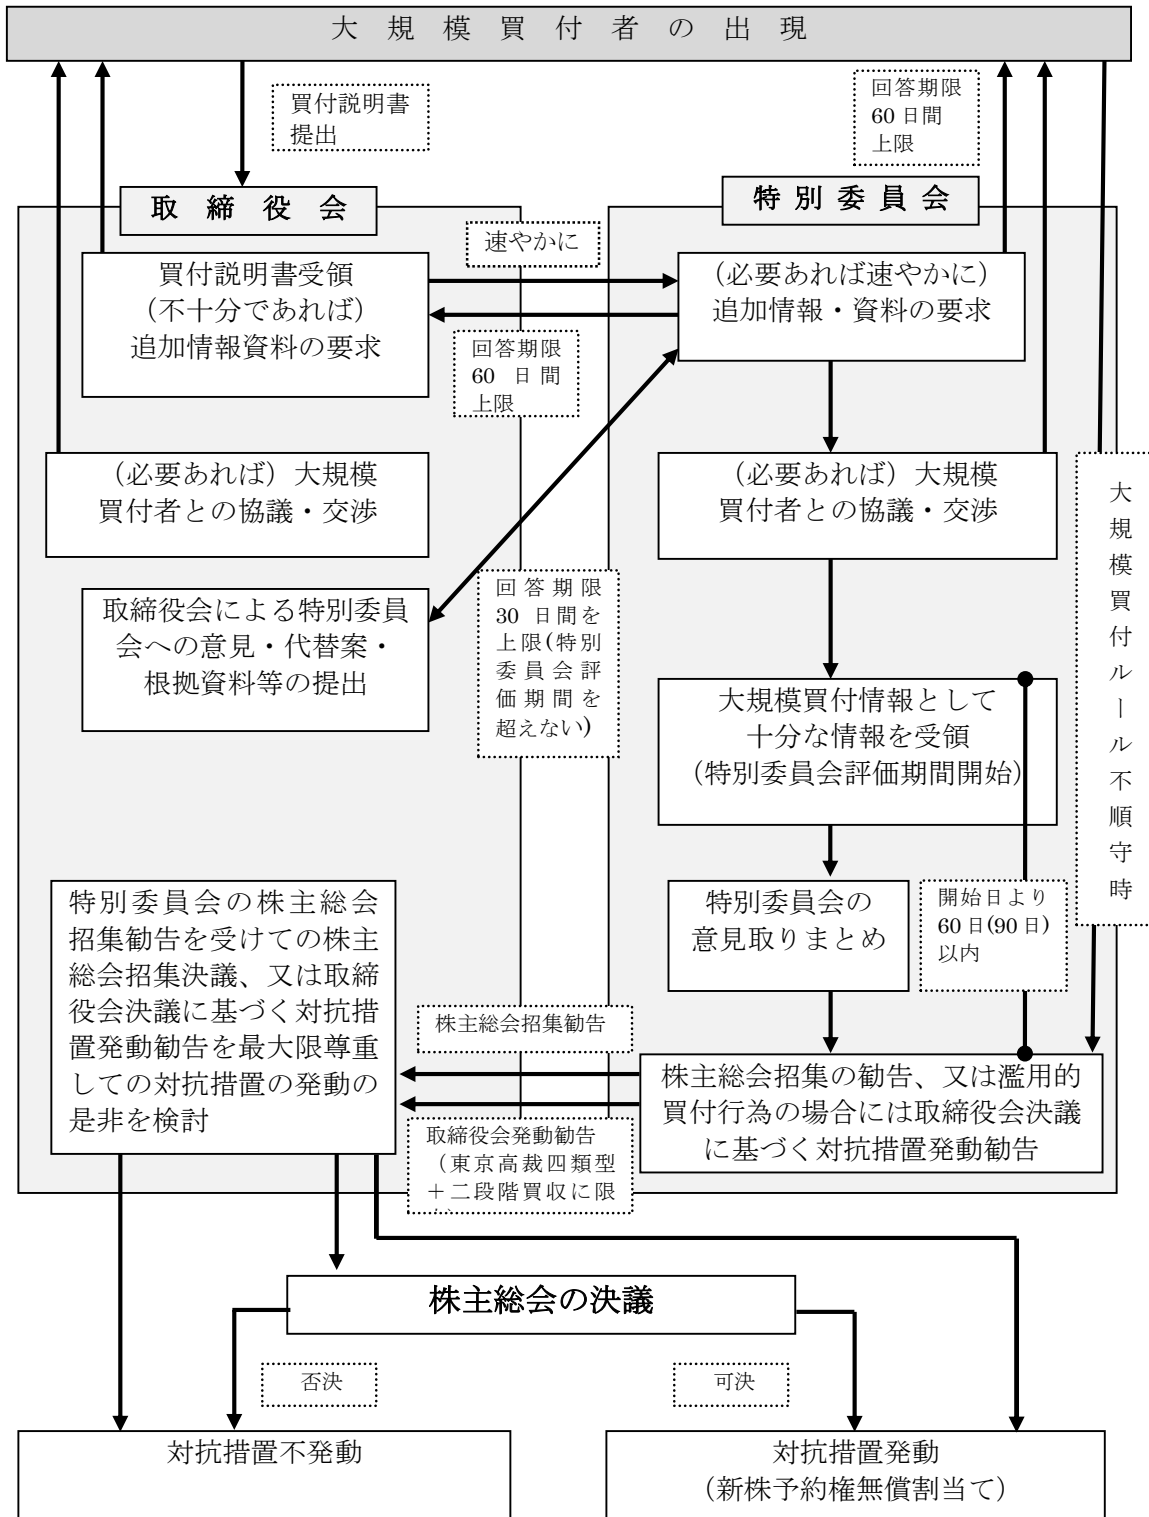 大規模買付者の出現
買付説明書
提出
回答期限
60日間
上限
取締役会
特別委員会
速やかに
買付説明書受領
（不十分であれば）
追加情報資料の要求
（必要あれば速やかに）
追加情報・資料の要求
回答期限
60日間
上限
（必要あれば）大規模
買付者との協議・交渉
（必要あれば）大規模
買付者との協議・交渉
大規模買付ルール不順守時
取締役会による特別委員
会への意見・代替案・
根拠資料等の提出
回答期限
30日間を
上限(特別
委員会評
価期間を
超えない)
大規模買付情報として
十分な情報を受領
（特別委員会評価期間開始）
特別委員会の株主総会
招集勧告を受けての株主
総会招集決議、又は取締
役会決議に基づく対抗措
置発動勧告を最大限尊重
しての対抗措置の発動の
是非を検討
特別委員会の
意見取りまとめ
開始日より
60日(90日)
以内
株主総会招集勧告
株主総会招集の勧告、又は濫用的
買付行為の場合には取締役会決議
に基づく対抗措置発動勧告
取締役会発動勧告
（東京高裁四類型
＋二段階買収に限
株主総会の決議
否決
可決
対抗措置不発動
対抗措置発動
（新株予約権無償割当て）